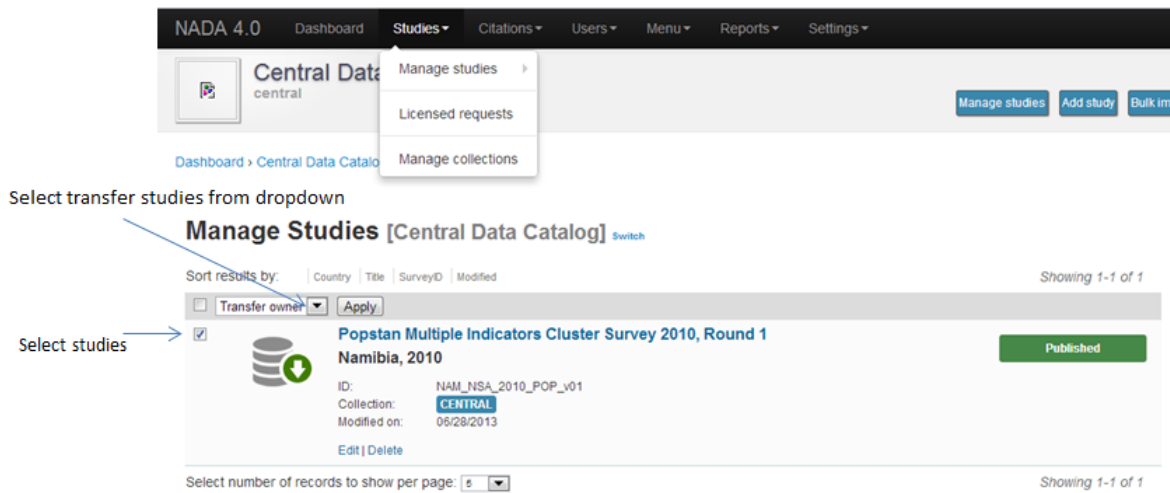 NADA 4.0 Dashboard Studies Citations Users Menu Reports Settings
Central Data
central
Manage studies
Licensed requests
Manage collections
Manage studies Add study Bulk im
Dashboard › Central Data Catalo
Select transfer studies from dropdown
Manage Studies [Central Data Catalog] Switch
Sort results by: Country Title SurveyID Modified Showing 1-1 of 1
Transfer owner Apply
Select studies
Popstan Multiple Indicators Cluster Survey 2010, Round 1
Published
Namibia, 2010
ID: NAM_NSA_2010_POP_v01
Collection: CENTRAL
Modified on: 06/28/2013
Edit | Delete
Select number of records to show per page: 5 Showing 1-1 of 1